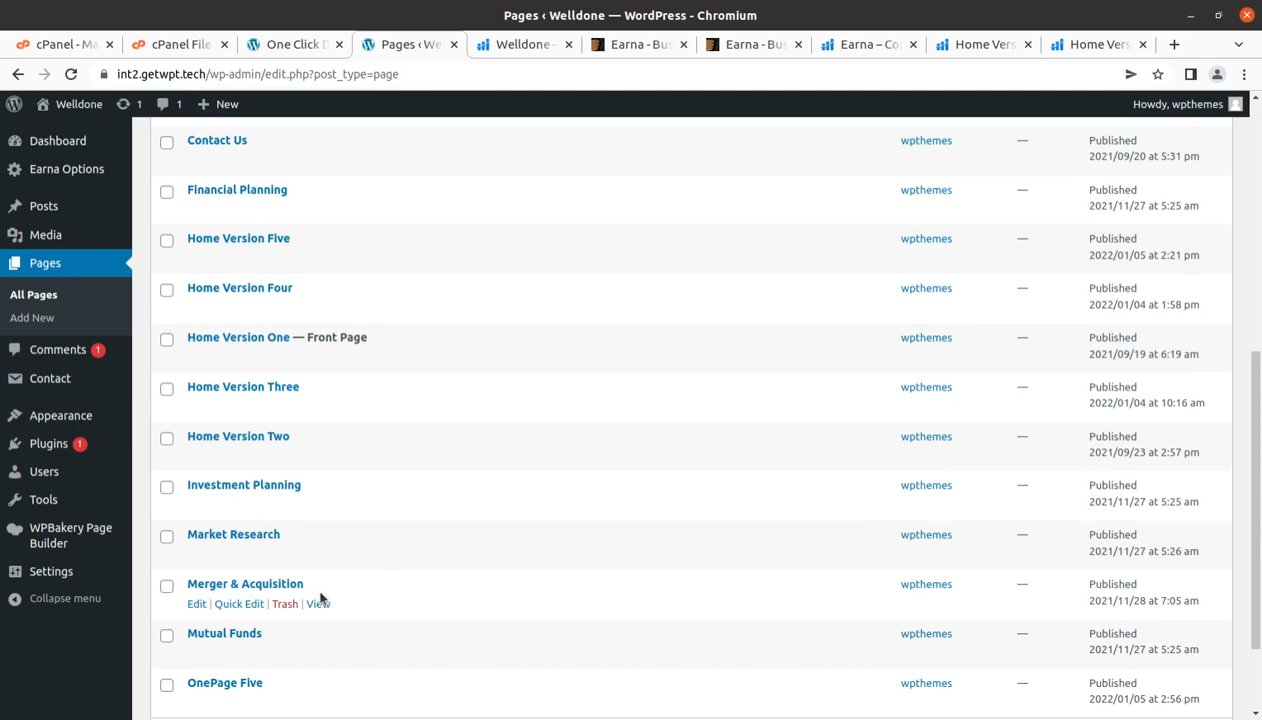 Pages ‹ Welldone — WordPress - Chromium
cPanel - Ma
cPanel File
One Click D
Pages ‹ We
Welldone –
Earna - Bus
Earna - Bus
Earna – Co
Home Vers
Home Vers
int2.getwpt.tech/wp-admin/edit.php?post_type=page
Welldone
1
1
New
Howdy, wpthemes
Dashboard
Earna Options
Posts
Media
Pages
All Pages
Add New
Comments 1
Contact
Appearance
Plugins 1
Users
Tools
WPBakery Page
Builder
Settings
Collapse menu
Contact Us wpthemes — Published
2021/09/20 at 5:31 pm
Financial Planning wpthemes — Published
2021/11/27 at 5:25 am
Home Version Five wpthemes — Published
2022/01/05 at 2:21 pm
Home Version Four wpthemes — Published
2022/01/04 at 1:58 pm
Home Version One — Front Page wpthemes — Published
2021/09/19 at 6:19 am
Home Version Three wpthemes — Published
2022/01/04 at 10:16 am
Home Version Two wpthemes — Published
2021/09/23 at 2:57 pm
Investment Planning wpthemes — Published
2021/11/27 at 5:25 am
Market Research wpthemes — Published
2021/11/27 at 5:26 am
Merger & Acquisition wpthemes — Published
Edit | Quick Edit | Trash | View 2021/11/28 at 7:05 am
Mutual Funds wpthemes — Published
2021/11/27 at 5:25 am
OnePage Five wpthemes — Published
2022/01/05 at 2:56 pm